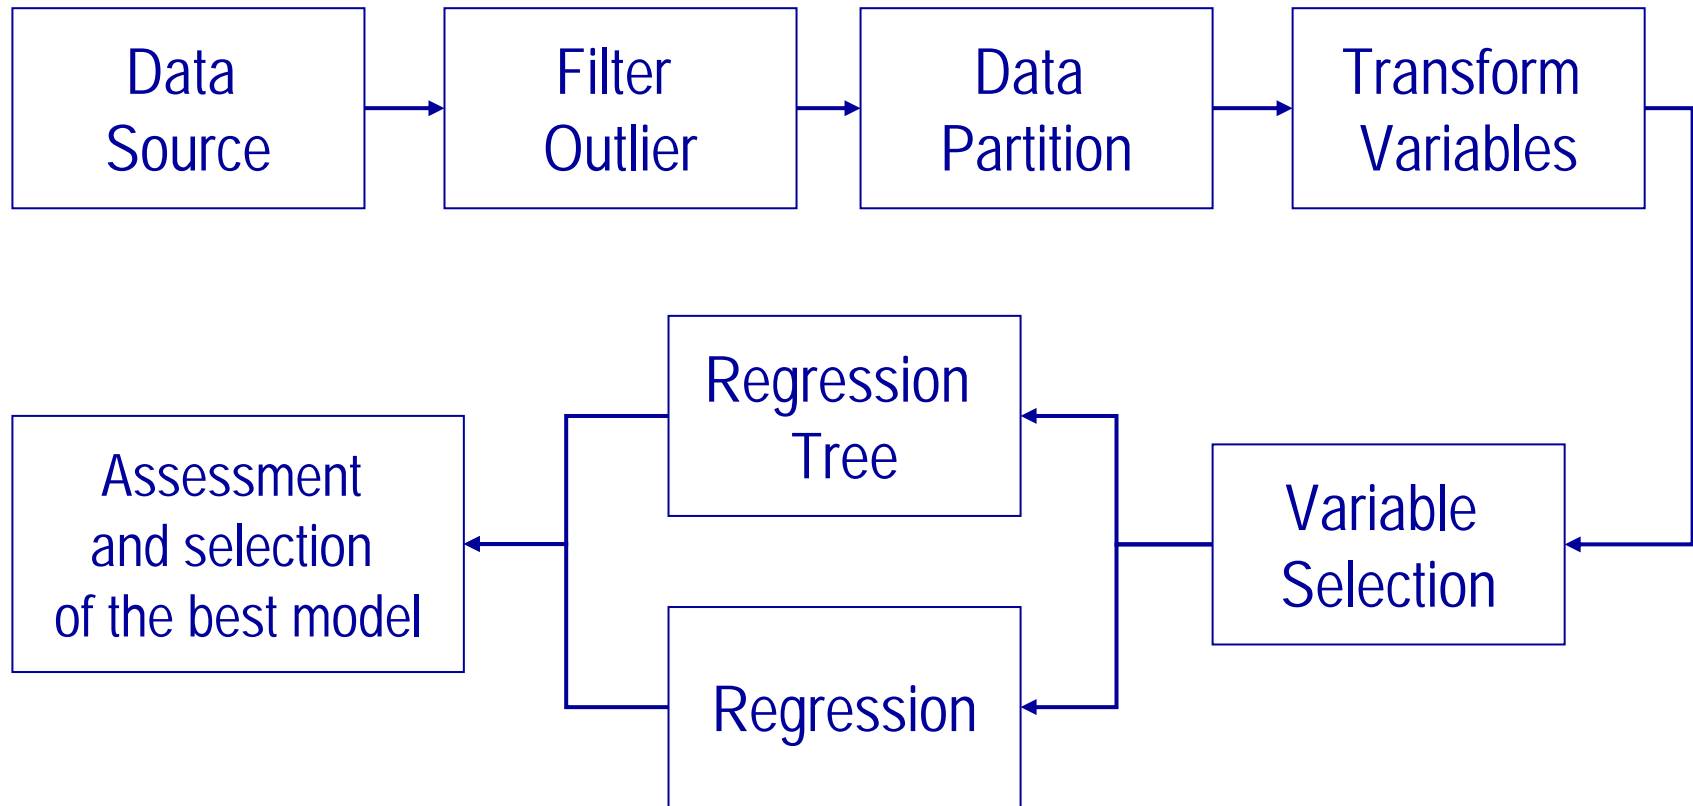 Data
Source
Filter
Outlier
Data
Partition
Transform
Variables
Variable
Selection
Regression
Tree
Regression
Assessment
and selection
of the best model